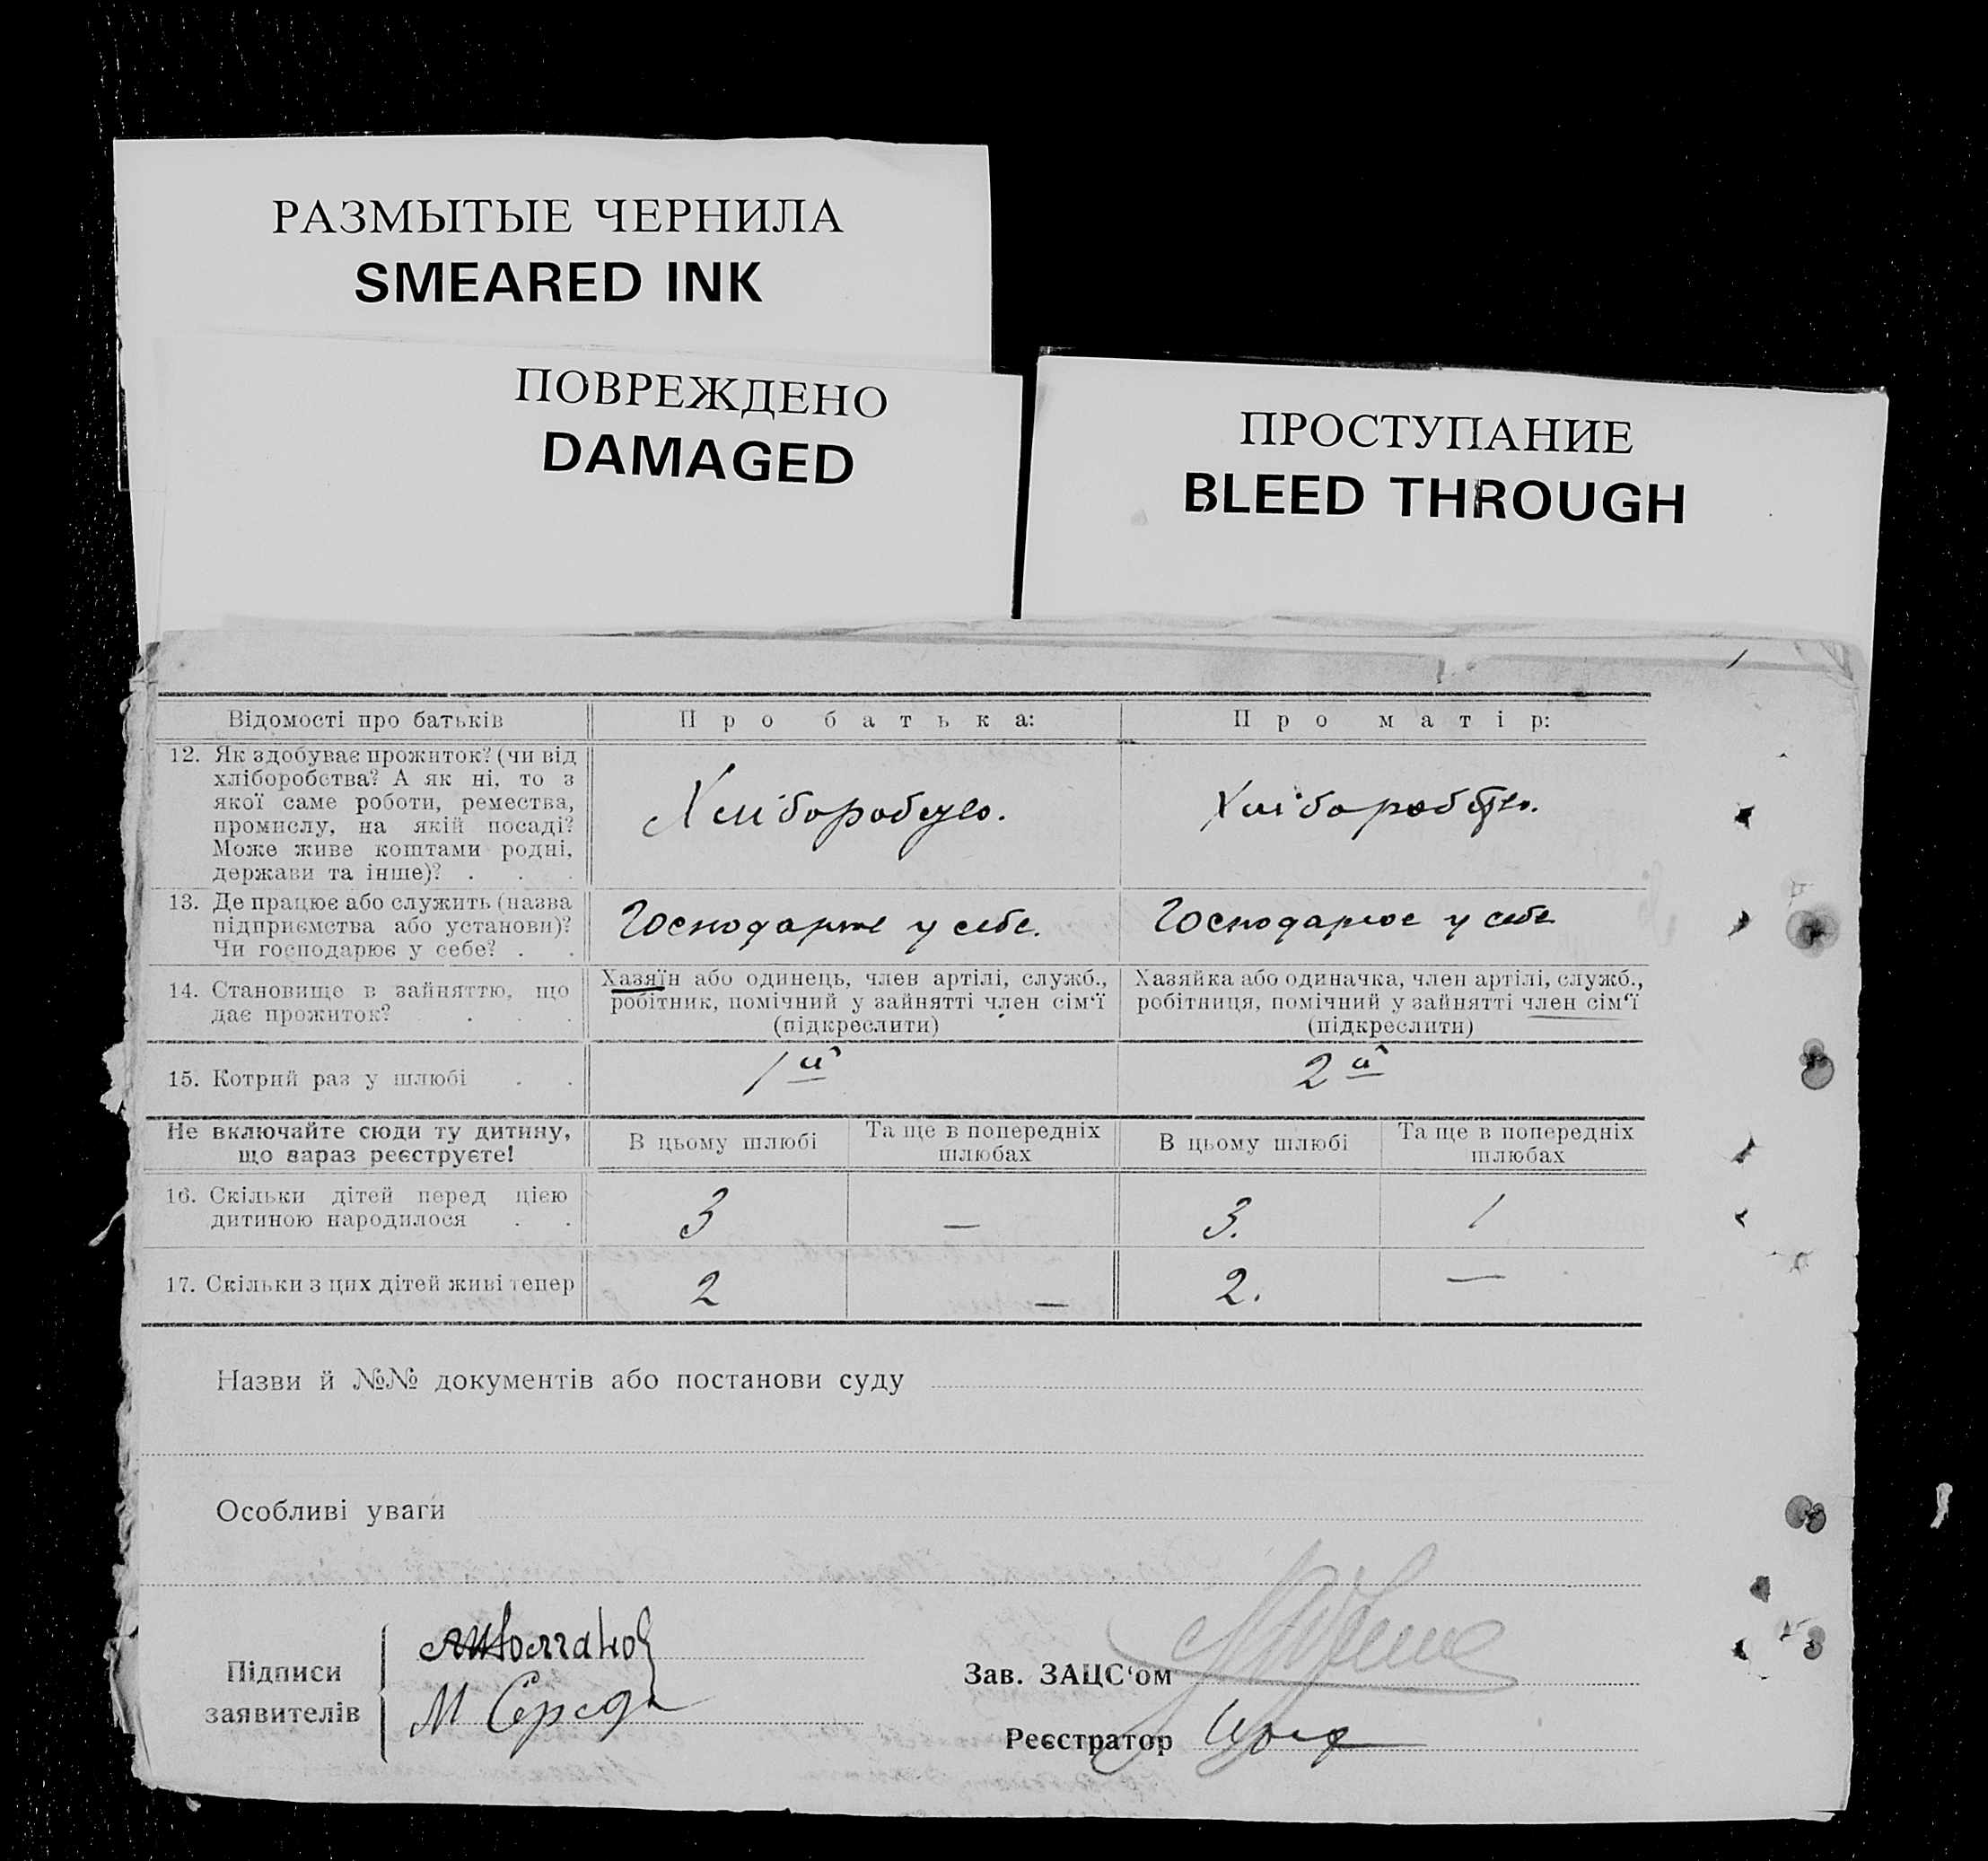 РАЗМЫТЫЕ ЧЕРНИЛА
SMEARED INK
ПОВРЕЖДЕНО
DAMAGED
ПРОСТУПАНИЕ
BLEED THROUGH
Відомості про батьків
Про батька:
Про матір:
12. Як здобуває прожиток? (чи від
хліборобства? А як ні, то з
якої саме роботи, ремества,
промислу, на якій посаді?
Може живе коштами родні,
держави та інше)? . . .
Хліборобство.
Хліборобство.
13. Де працює або служить (назва
підприємства або установи)?
Чи господарює у себе? . .
Господарює у себе.
Господарює у себе
14. Становище в зайняттю, що
дає прожиток? . . .
Хазяїн або одинець, член артілі, служб.,
робітник, помічний у зайнятті член сім'ї
(підкреслити)
Хазяйка або одиначка, член артілі, служб.,
робітниця, помічний у зайнятті член сім'ї
(підкреслити)
15. Котрий раз у шлюбі . .
1й
2й
Не включайте сюди ту дитину,
що зараз реєструєте!
В цьому шлюбі
Та ще в попередніх
шлюбах
В цьому шлюбі
Та ще в попередніх
шлюбах
16. Скільки дітей перед цією
дитиною народилося . .
3
—
3.
1
17. Скільки з цих дітей живі тепер
2
—
2.
—
Назви й №№ документів або постанови суду
Особливі уваги
Підписи
заявителів
М Середа
Зав. ЗАЦС'ом
Реєстратор